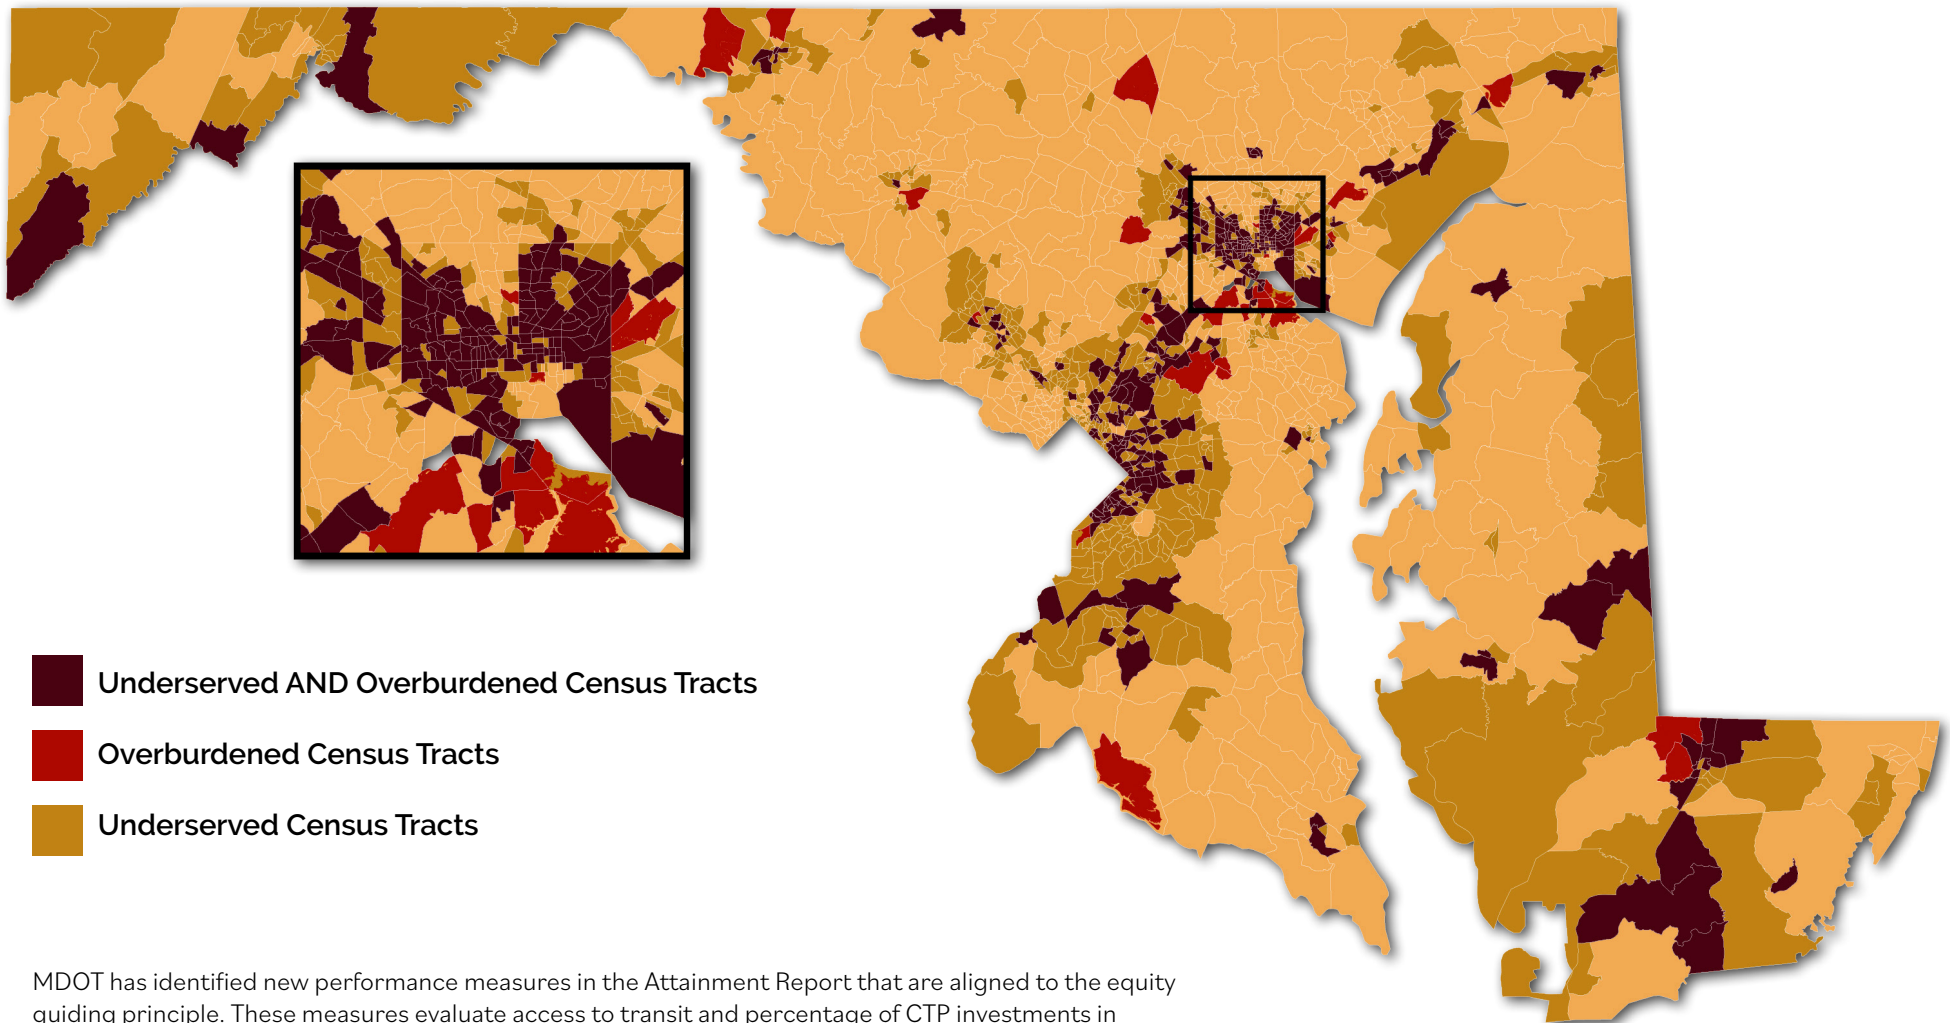 Underserved AND Overburdened Census Tracts
Overburdened Census Tracts
Underserved Census Tracts
MDOT has identified new performance measures in the Attainment Report that are aligned to the equity
guiding principle. These measures evaluate access to transit and percentage of CTP investments in